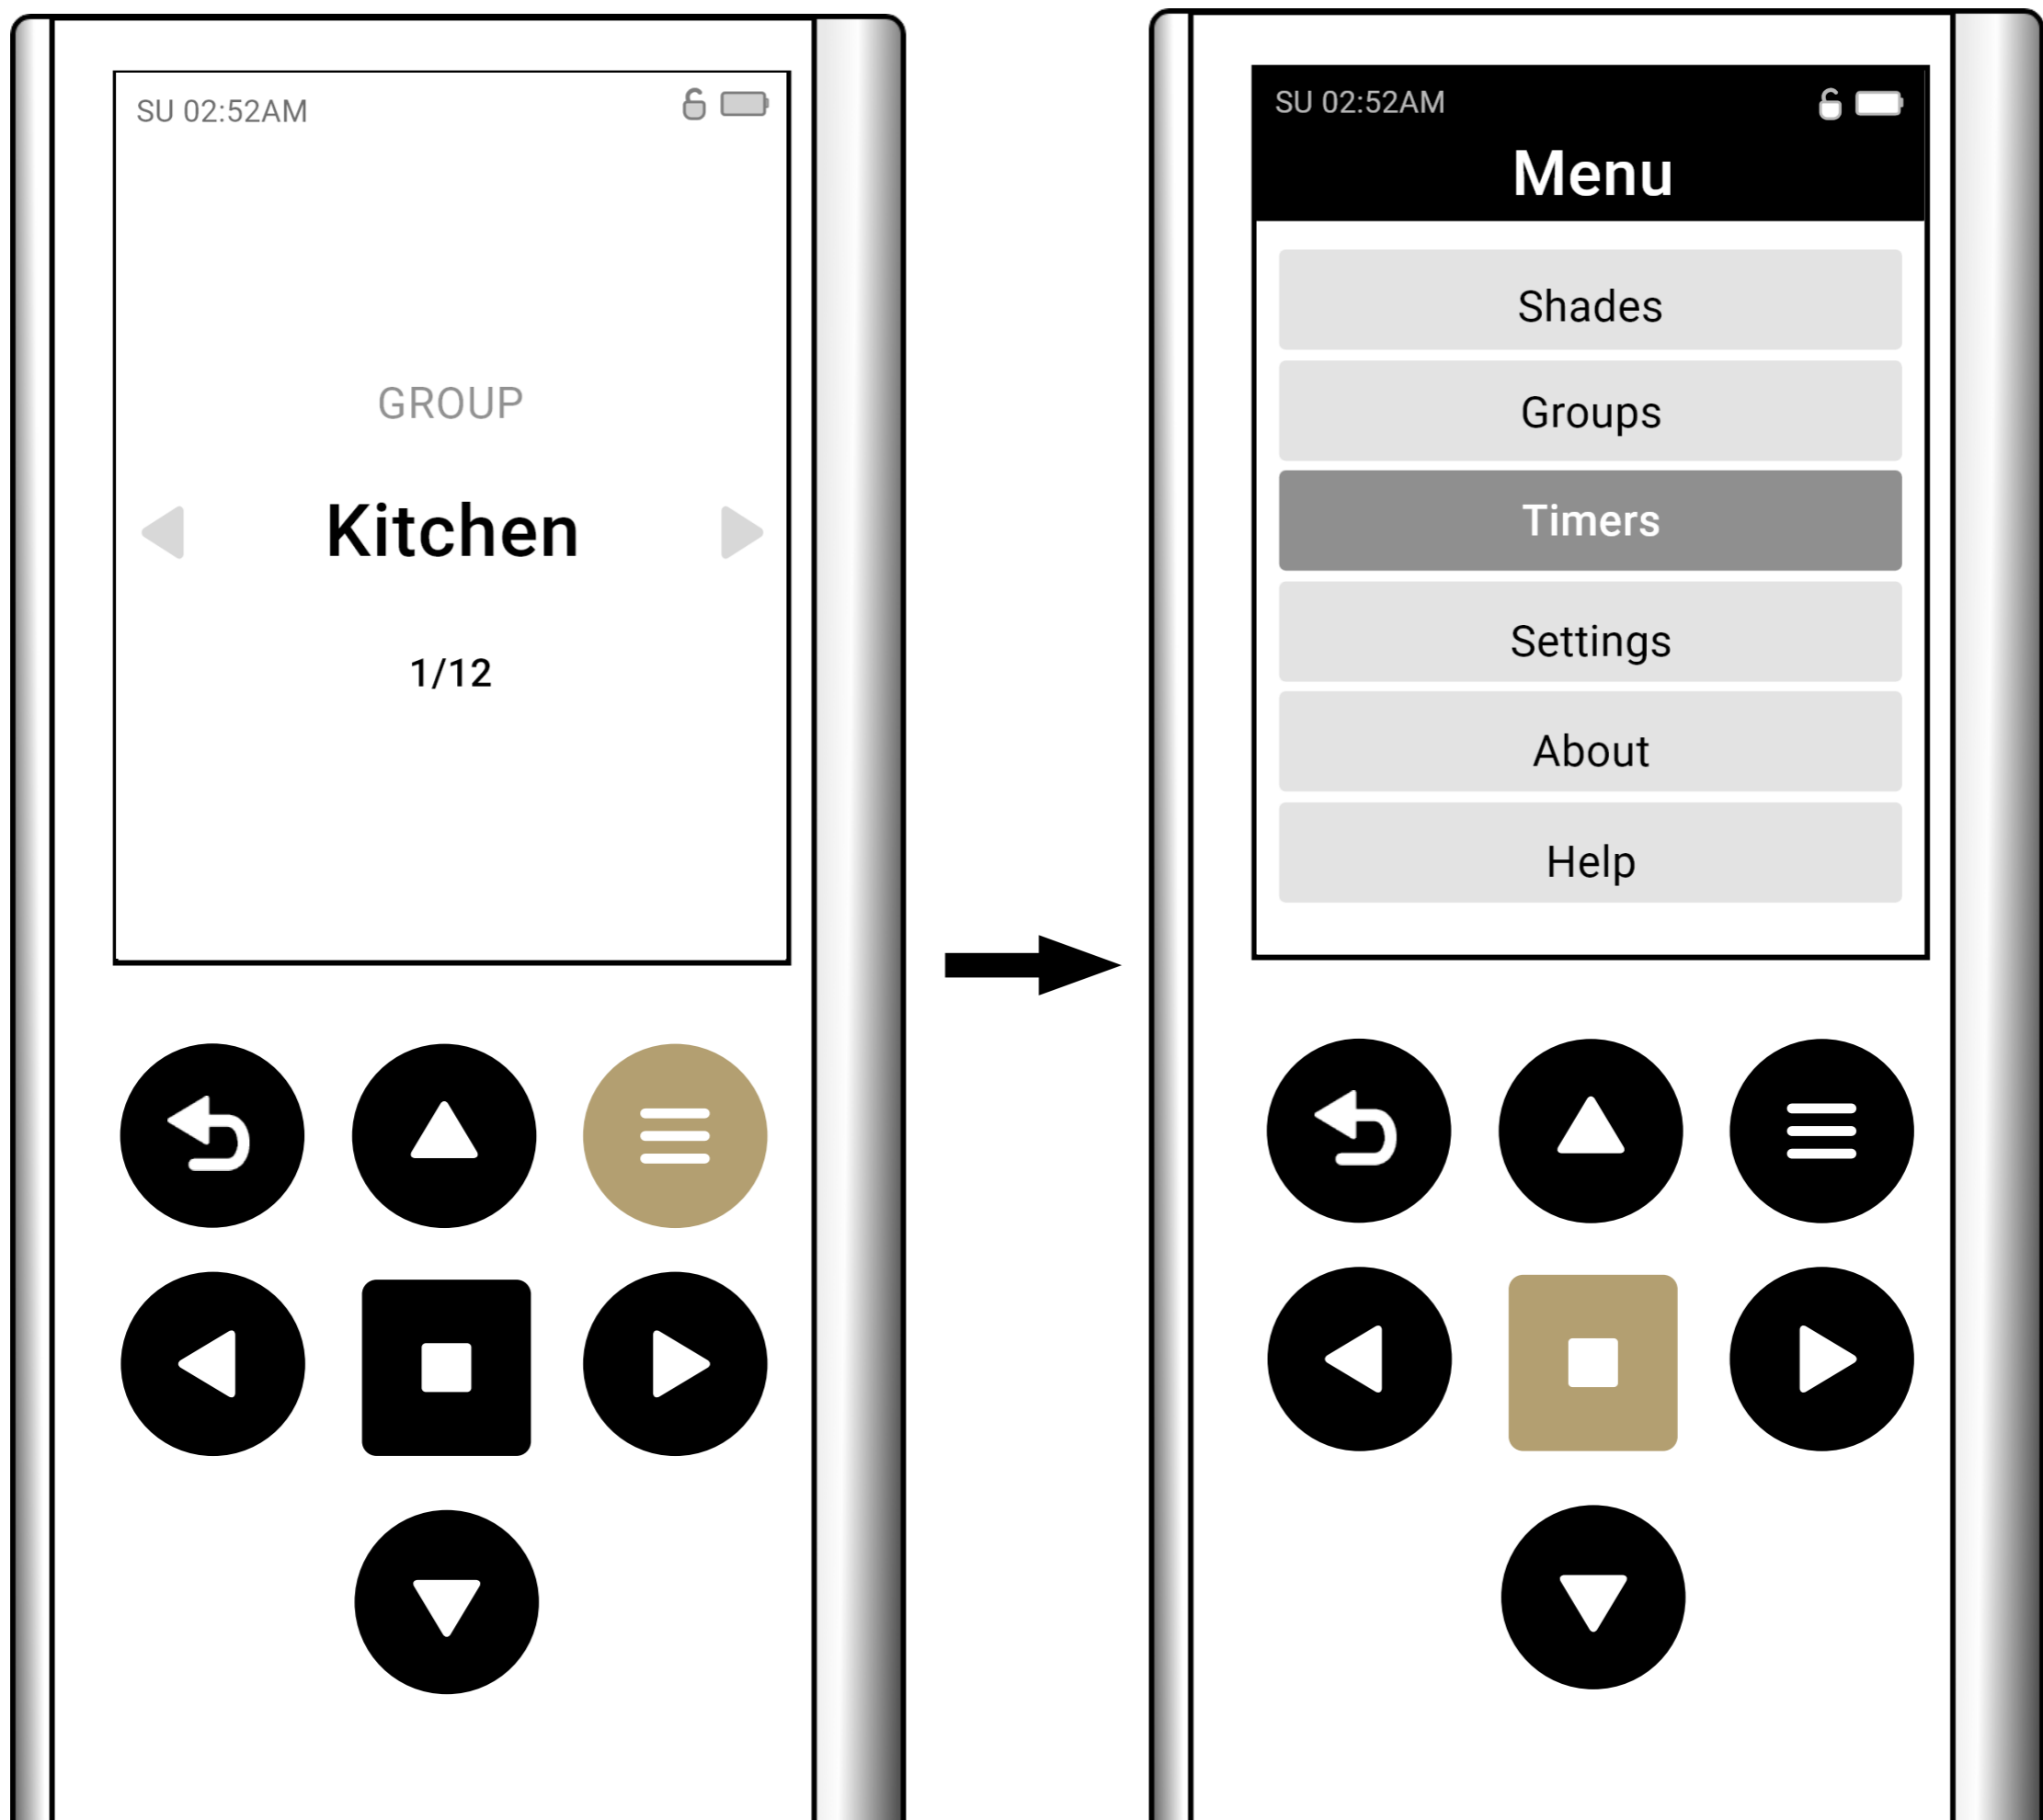 SU 02:52AM
GROUP
Kitchen
1/12
SU 02:52AM
Menu
Shades
Groups
Timers
Settings
About
Help